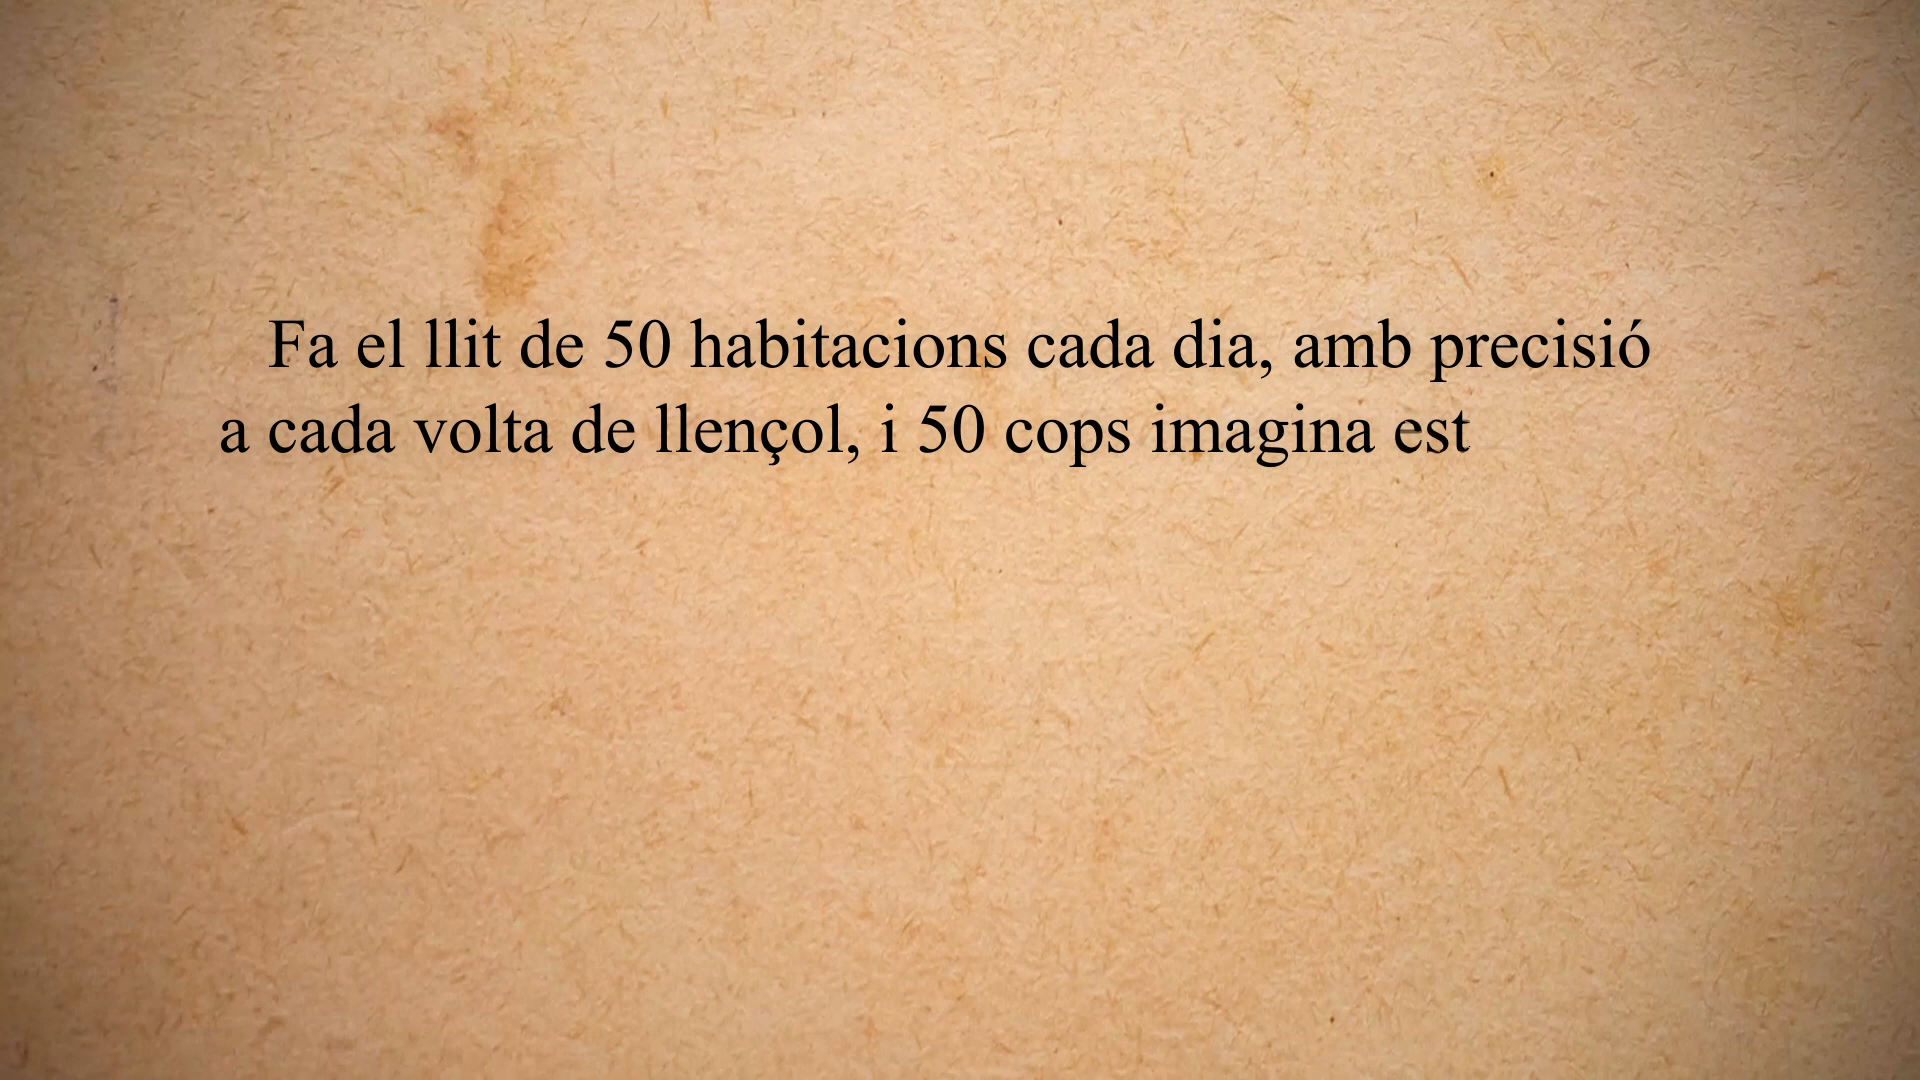 Fa el llit de 50 habitacions cada dia, amb precisió
a cada volta de llençol, i 50 cops imagina est